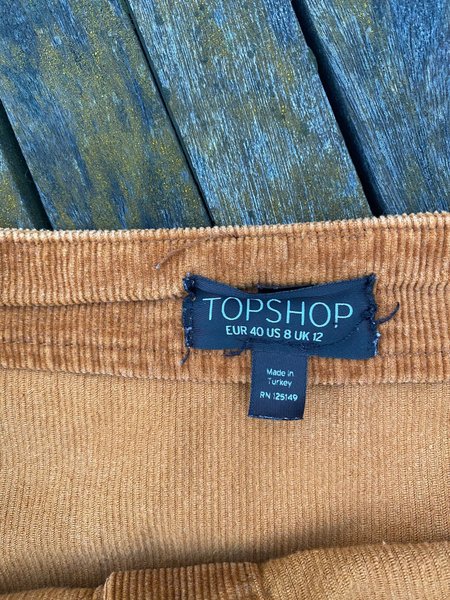 TOPSHOP
EUR 40 US 8 UK 12
Made in
Turkey
RN 125149